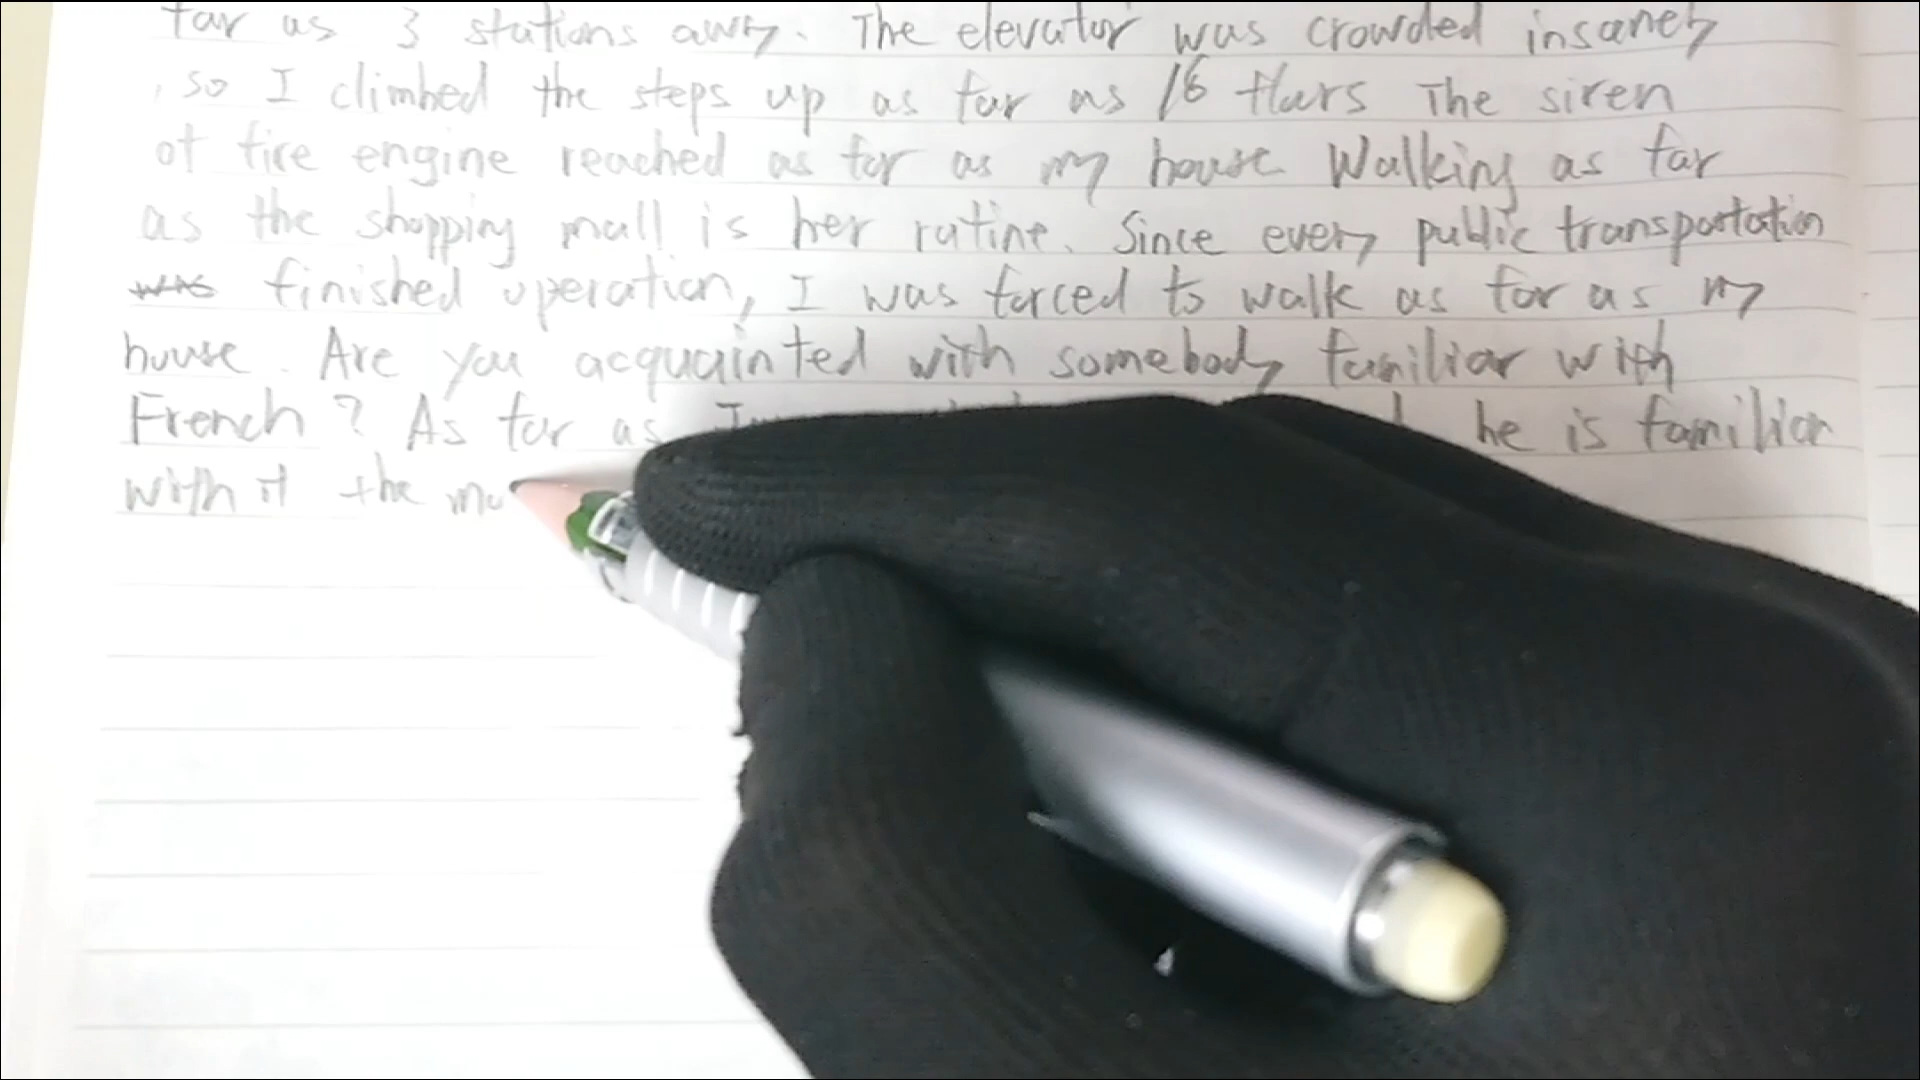 far as 3 stations away. The elevator was crowded insanely
, so I climbed the steps up as far as 16 floors The siren
of fire engine reached as far as my house Walking as far
as the shopping mall is her rutine. Since every public transportation
finished operation, I was forced to walk as far as my
house. Are you acquainted with somebody familiar with
French? As far as I he is familiar
with it the mo